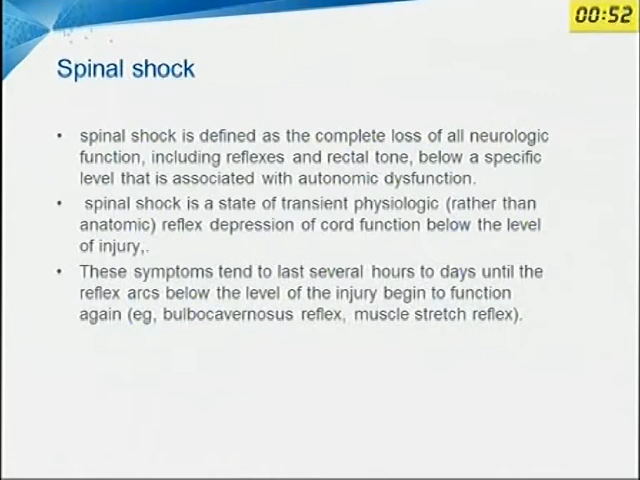 00:52
Spinal shock
• spinal shock is defined as the complete loss of all neurologic
function, including reflexes and rectal tone, below a specific
level that is associated with autonomic dysfunction.
• spinal shock is a state of transient physiologic (rather than
anatomic) reflex depression of cord function below the level
of injury,.
• These symptoms tend to last several hours to days until the
reflex arcs below the level of the injury begin to function
again (eg, bulbocavernosus reflex, muscle stretch reflex).